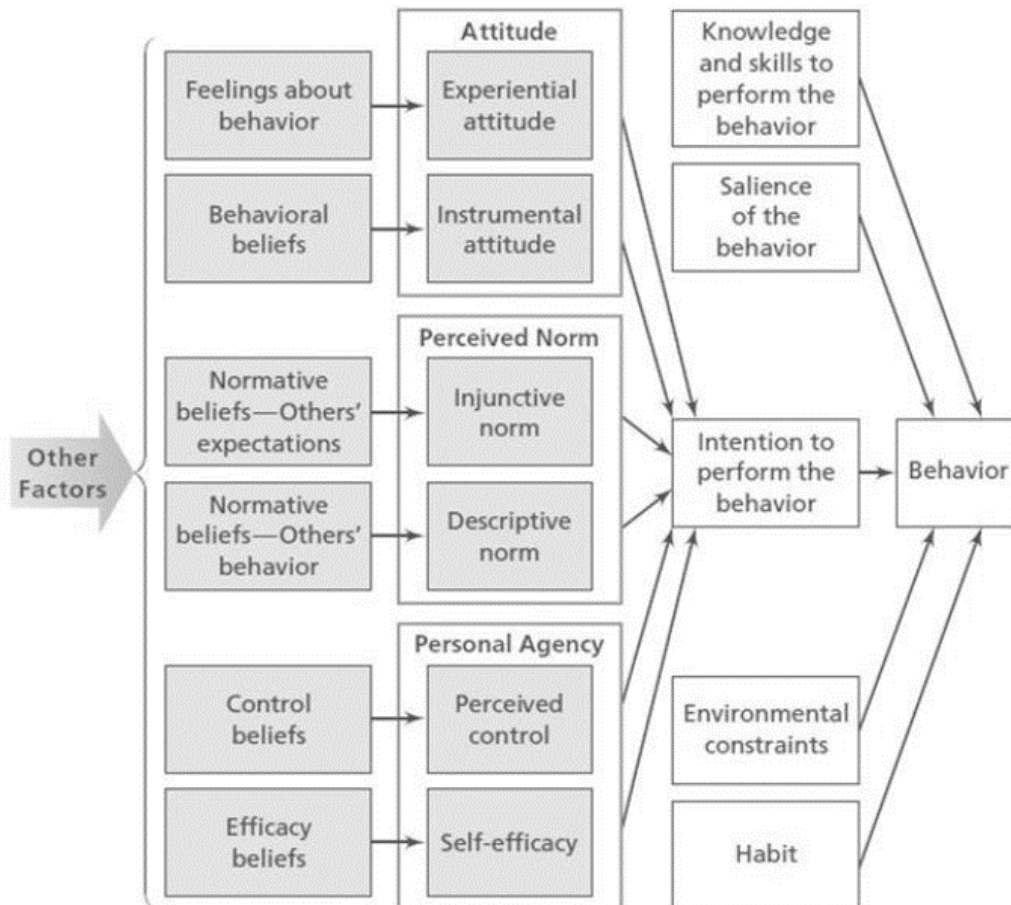 Other
Factors
Feelings about
behavior
Behavioral
beliefs
Normative
beliefs—Others'
expectations
Normative
beliefs—Others'
behavior
Control
beliefs
Efficacy
beliefs
Attitude
Experiential
attitude
Instrumental
attitude
Perceived Norm
Injunctive
norm
Descriptive
norm
Personal Agency
Perceived
control
Self-efficacy
Knowledge
and skills to
perform the
behavior
Salience
of the
behavior
Intention to
perform the
behavior
Environmental
constraints
Habit
Behavior